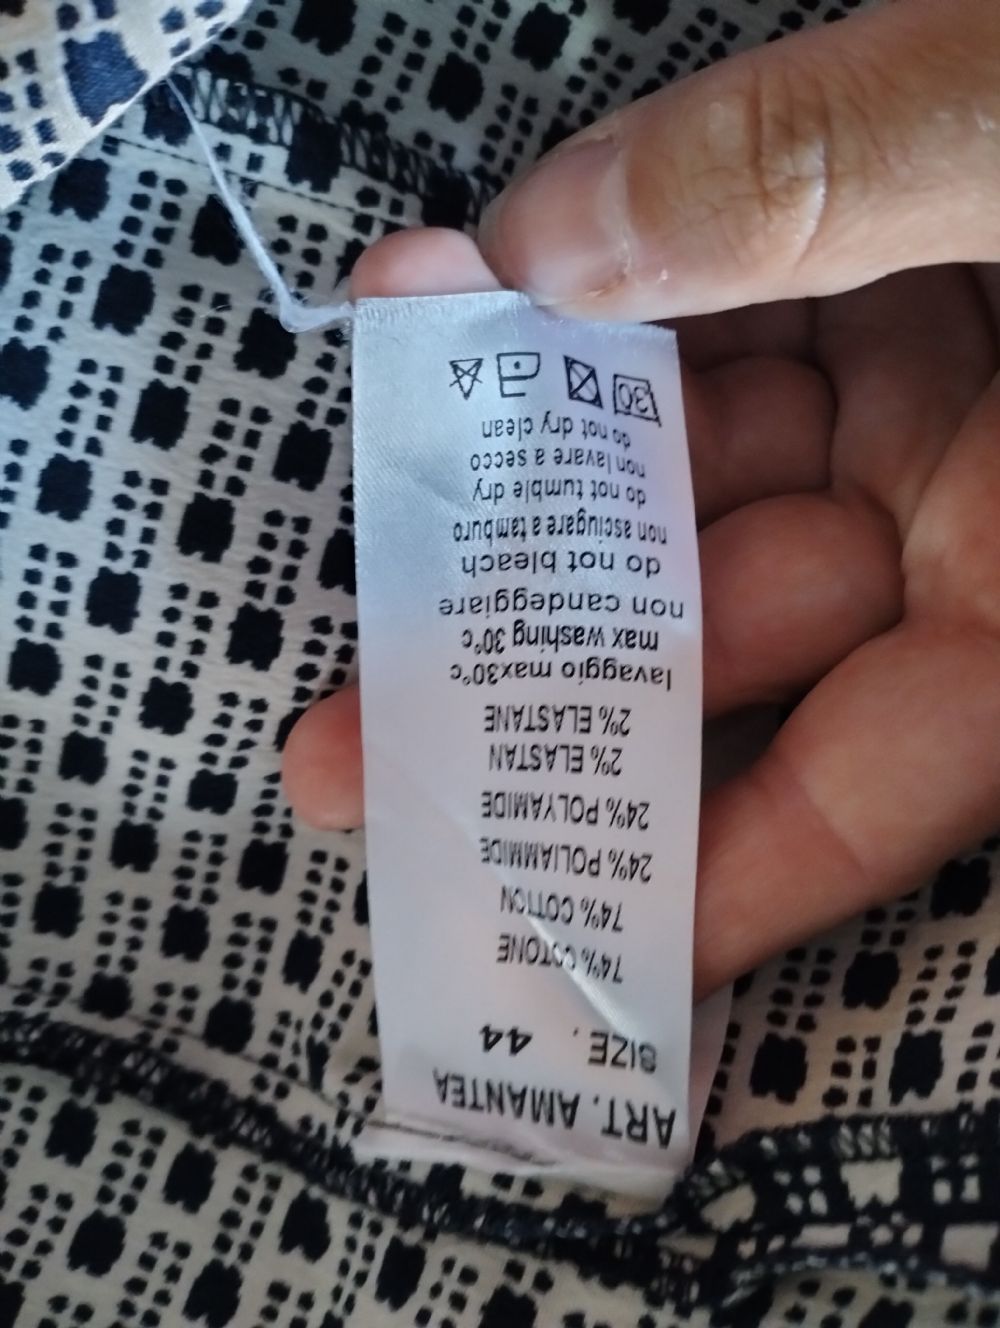 ART. AMANTEA
SIZE. 44
74% COTONE
74% COTTON
24% POLIAMMIDE
24% POLYAMIDE
2% ELASTAN
2% ELASTANE
lavaggio max30°c
max washing 30°c
non candeggiare
do not bleach
non asciugare a tamburo
do not tumble dry
non lavare a secco
do not dry clean
30